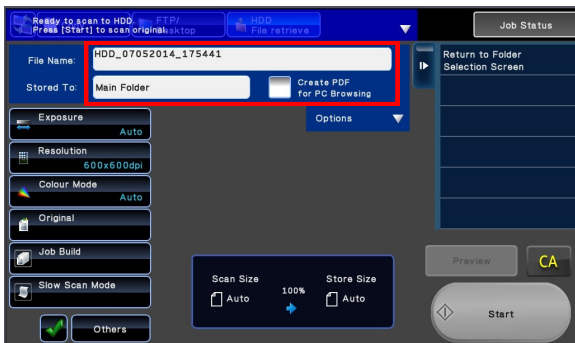 Ready to scan to HDD.
Press [Start] to scan original.
FTP/
Desktop
HDD
File retrieve
Job Status
File Name:
HDD_07052014_175441
Stored To:
Main Folder
Create PDF
for PC Browsing
Options
Return to Folder
Selection Screen
Exposure
Auto
Resolution
600x600dpi
Colour Mode
Auto
Original
Job Build
Slow Scan Mode
Others
Scan Size
Auto
100%
Store Size
Auto
Preview
CA
Start